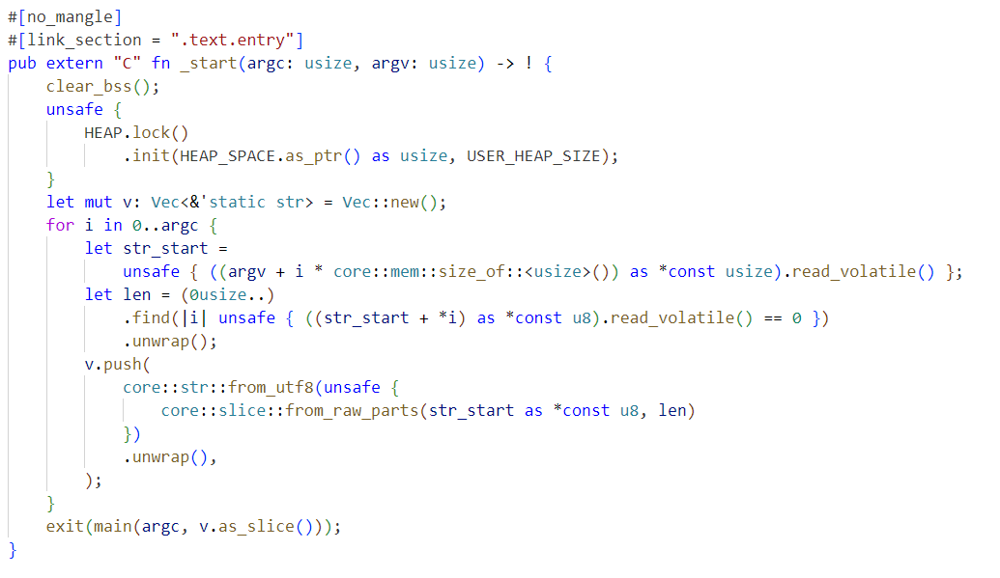 #[no_mangle]
#[link_section = ".text.entry"]
pub extern "C" fn _start(argc: usize, argv: usize) -> ! {
    clear_bss();
    unsafe {
        HEAP.lock()
            .init(HEAP_SPACE.as_ptr() as usize, USER_HEAP_SIZE);
    }
    let mut v: Vec<&'static str> = Vec::new();
    for i in 0..argc {
        let str_start =
            unsafe { ((argv + i * core::mem::size_of::<usize>()) as *const usize).read_volatile() };
        let len = (0usize..)
            .find(|i| unsafe { ((str_start + *i) as *const u8).read_volatile() == 0 })
            .unwrap();
        v.push(
            core::str::from_utf8(unsafe {
                core::slice::from_raw_parts(str_start as *const u8, len)
            })
            .unwrap(),
        );
    }
    exit(main(argc, v.as_slice()));
}